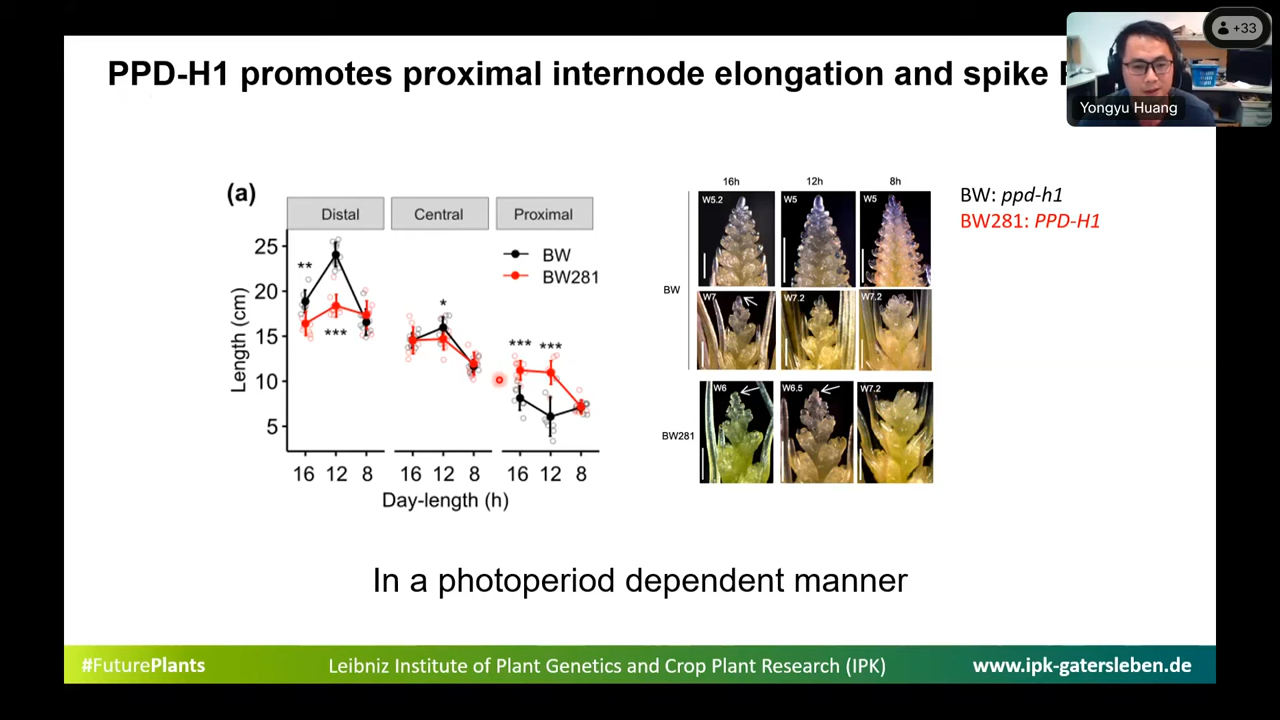 PPD-H1 promotes proximal internode elongation and spike
+33
Yongyu Huang
(a)
Distal Central Proximal
BW
BW281
Length (cm)
25
20
15
10
5
**
***
*
*** ***
16 12 8 16 12 8 16 12 8
Day-length (h)
16h 12h 8h
W5.2 W5 W5
BW
W7 W7.2 W7.2
BW281
W6 W6.5 W7.2
BW: ppd-h1
BW281: PPD-H1
In a photoperiod dependent manner
#FuturePlants
Leibniz Institute of Plant Genetics and Crop Plant Research (IPK)
www.ipk-gatersleben.de